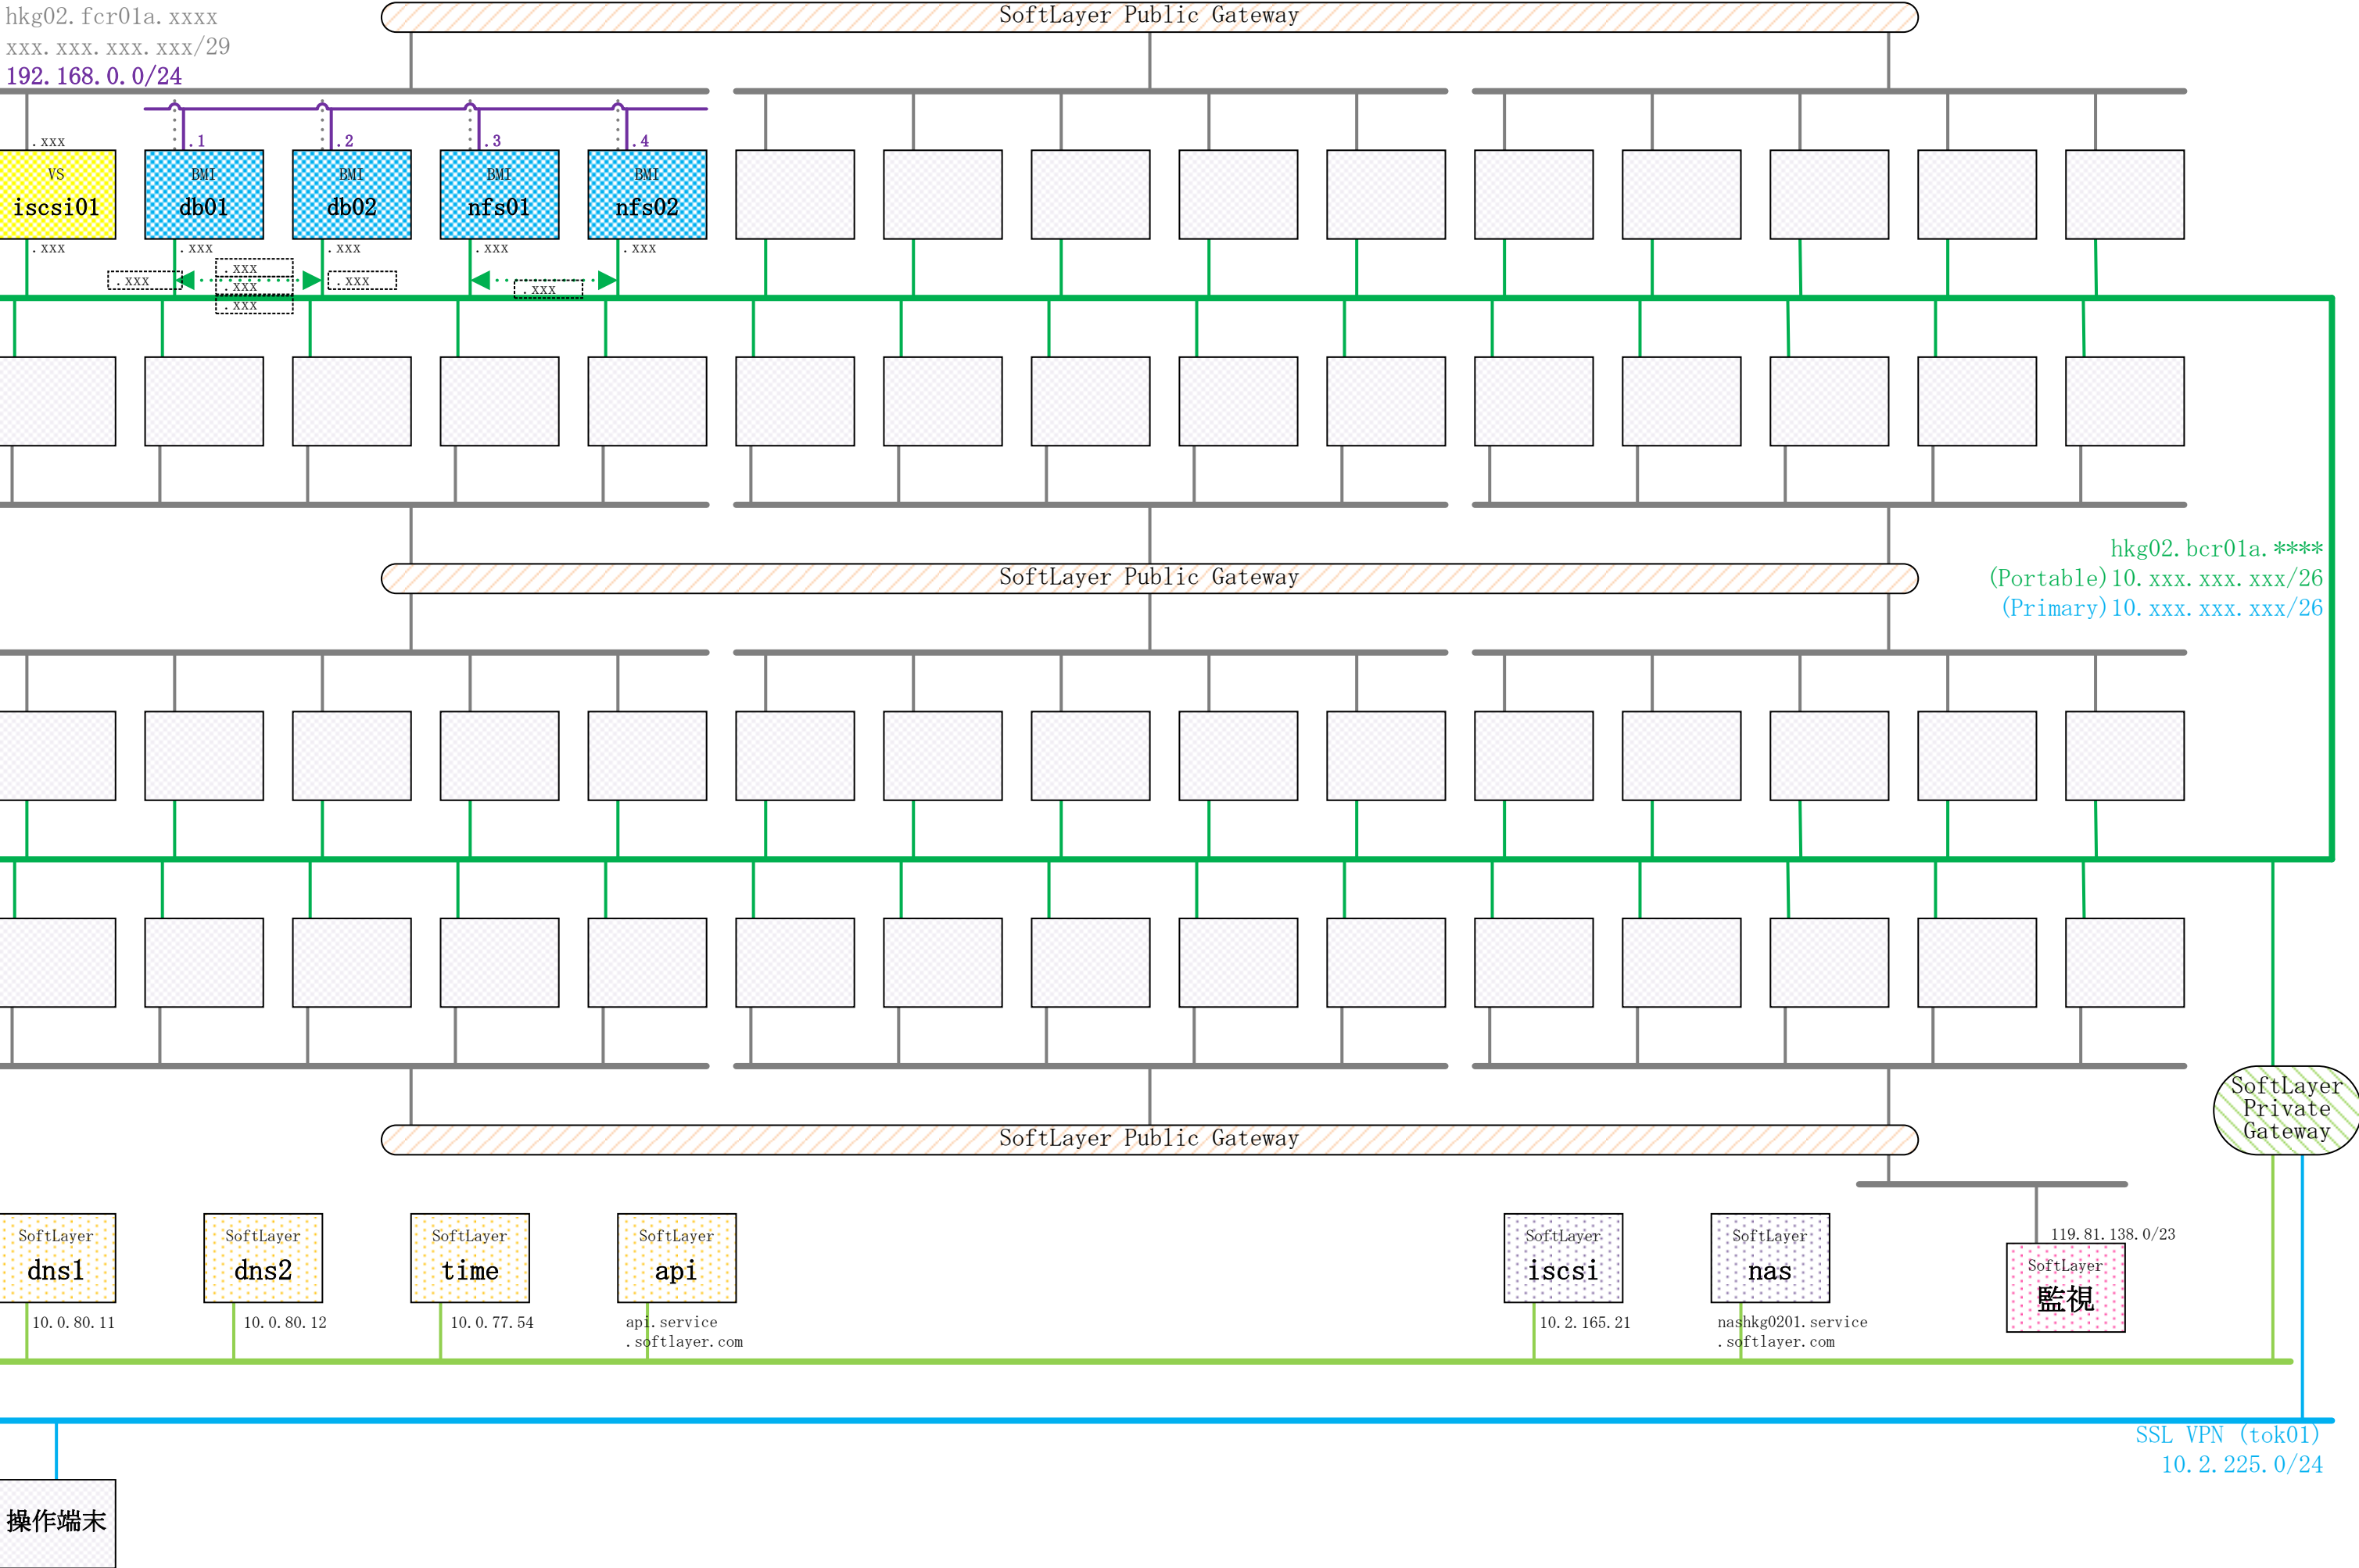 hkg02.fcr01a.xxxx
xxx.xxx.xxx.xxx/29
192.168.0.0/24
SoftLayer Public Gateway
.xxx
.1
.2
.3
.4
VS
iscsi01
BMI
db01
BMI
db02
BMI
nfs01
BMI
nfs02
.xxx
.xxx
.xxx
.xxx
.xxx
.xxx
.xxx
.xxx
.xxx
.xxx
.xxx
hkg02.bcr01a.****
(Portable)10.xxx.xxx.xxx/26
(Primary)10.xxx.xxx.xxx/26
SoftLayer Public Gateway
SoftLayer
Private
Gateway
SoftLayer Public Gateway
SoftLayer
dns1
10.0.80.11
SoftLayer
dns2
10.0.80.12
SoftLayer
time
10.0.77.54
SoftLayer
api
api.service
.softlayer.com
SoftLayer
iscsi
10.2.165.21
SoftLayer
nas
nashkg0201.service
.softlayer.com
119.81.138.0/23
SoftLayer
監視
SSL VPN (tok01)
10.2.225.0/24
操作端末